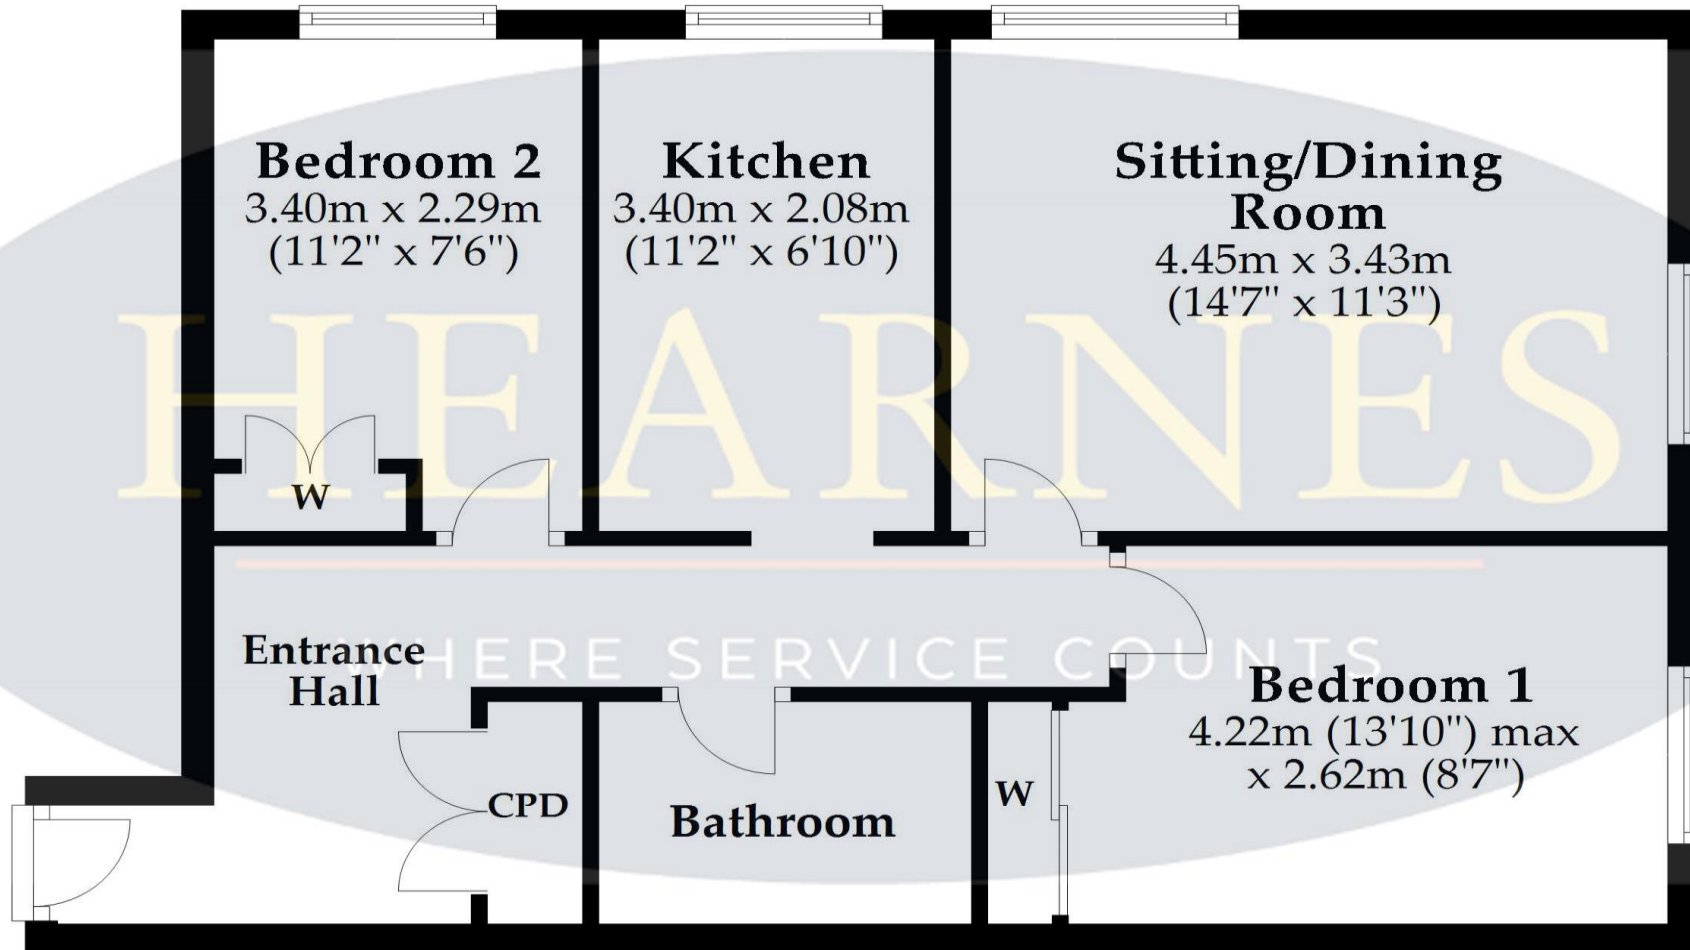 Bedroom 2
3.40m x 2.29m
(11'2" x 7'6")
Kitchen
3.40m x 2.08m
(11'2" x 6'10")
Sitting/Dining
Room
4.45m x 3.43m
(14'7" x 11'3")
HEARNES
W
WHERE SERVICE COUNTS
Entrance
Hall
Bedroom 1
4.22m (13'10") max
x 2.62m (8'7")
CPD
Bathroom
W